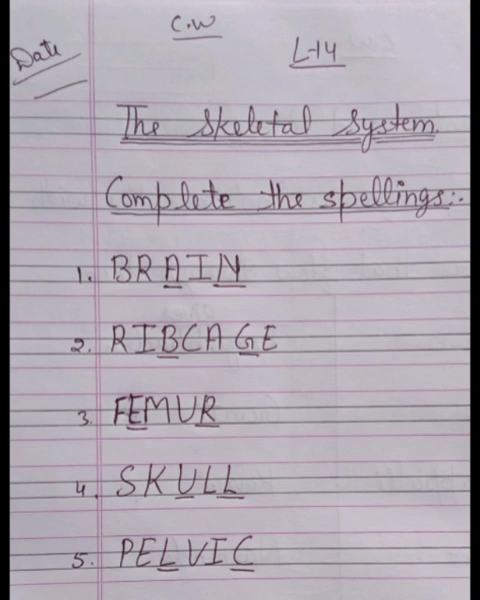 C.W
Date
L-14
The Skeletal System.
Complete the spellings:-
1. BRAIN
2. RIBCAGE
3. FEMUR
4. SKULL
5. PELVIC